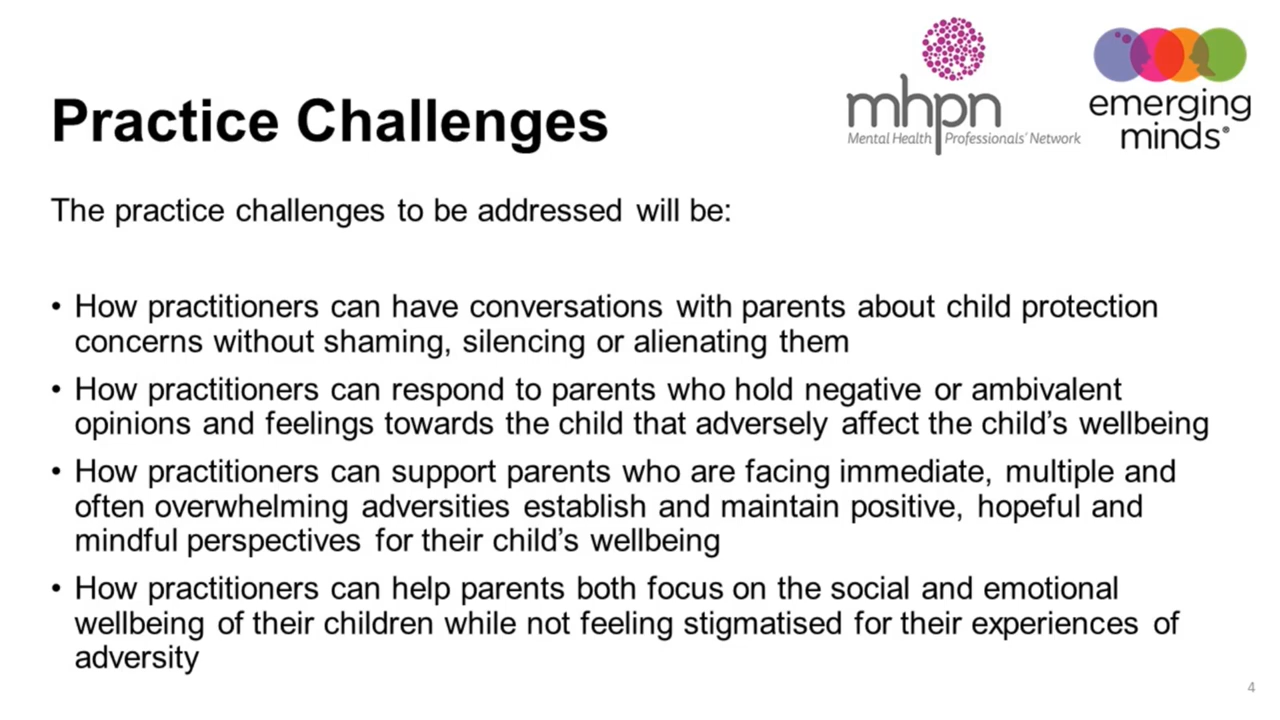 mhpn
Mental Health Professionals' Network
emerging
minds®
Practice Challenges
The practice challenges to be addressed will be:
• How practitioners can have conversations with parents about child protection
concerns without shaming, silencing or alienating them
• How practitioners can respond to parents who hold negative or ambivalent
opinions and feelings towards the child that adversely affect the child’s wellbeing
• How practitioners can support parents who are facing immediate, multiple and
often overwhelming adversities establish and maintain positive, hopeful and
mindful perspectives for their child’s wellbeing
• How practitioners can help parents both focus on the social and emotional
wellbeing of their children while not feeling stigmatised for their experiences of
adversity
4